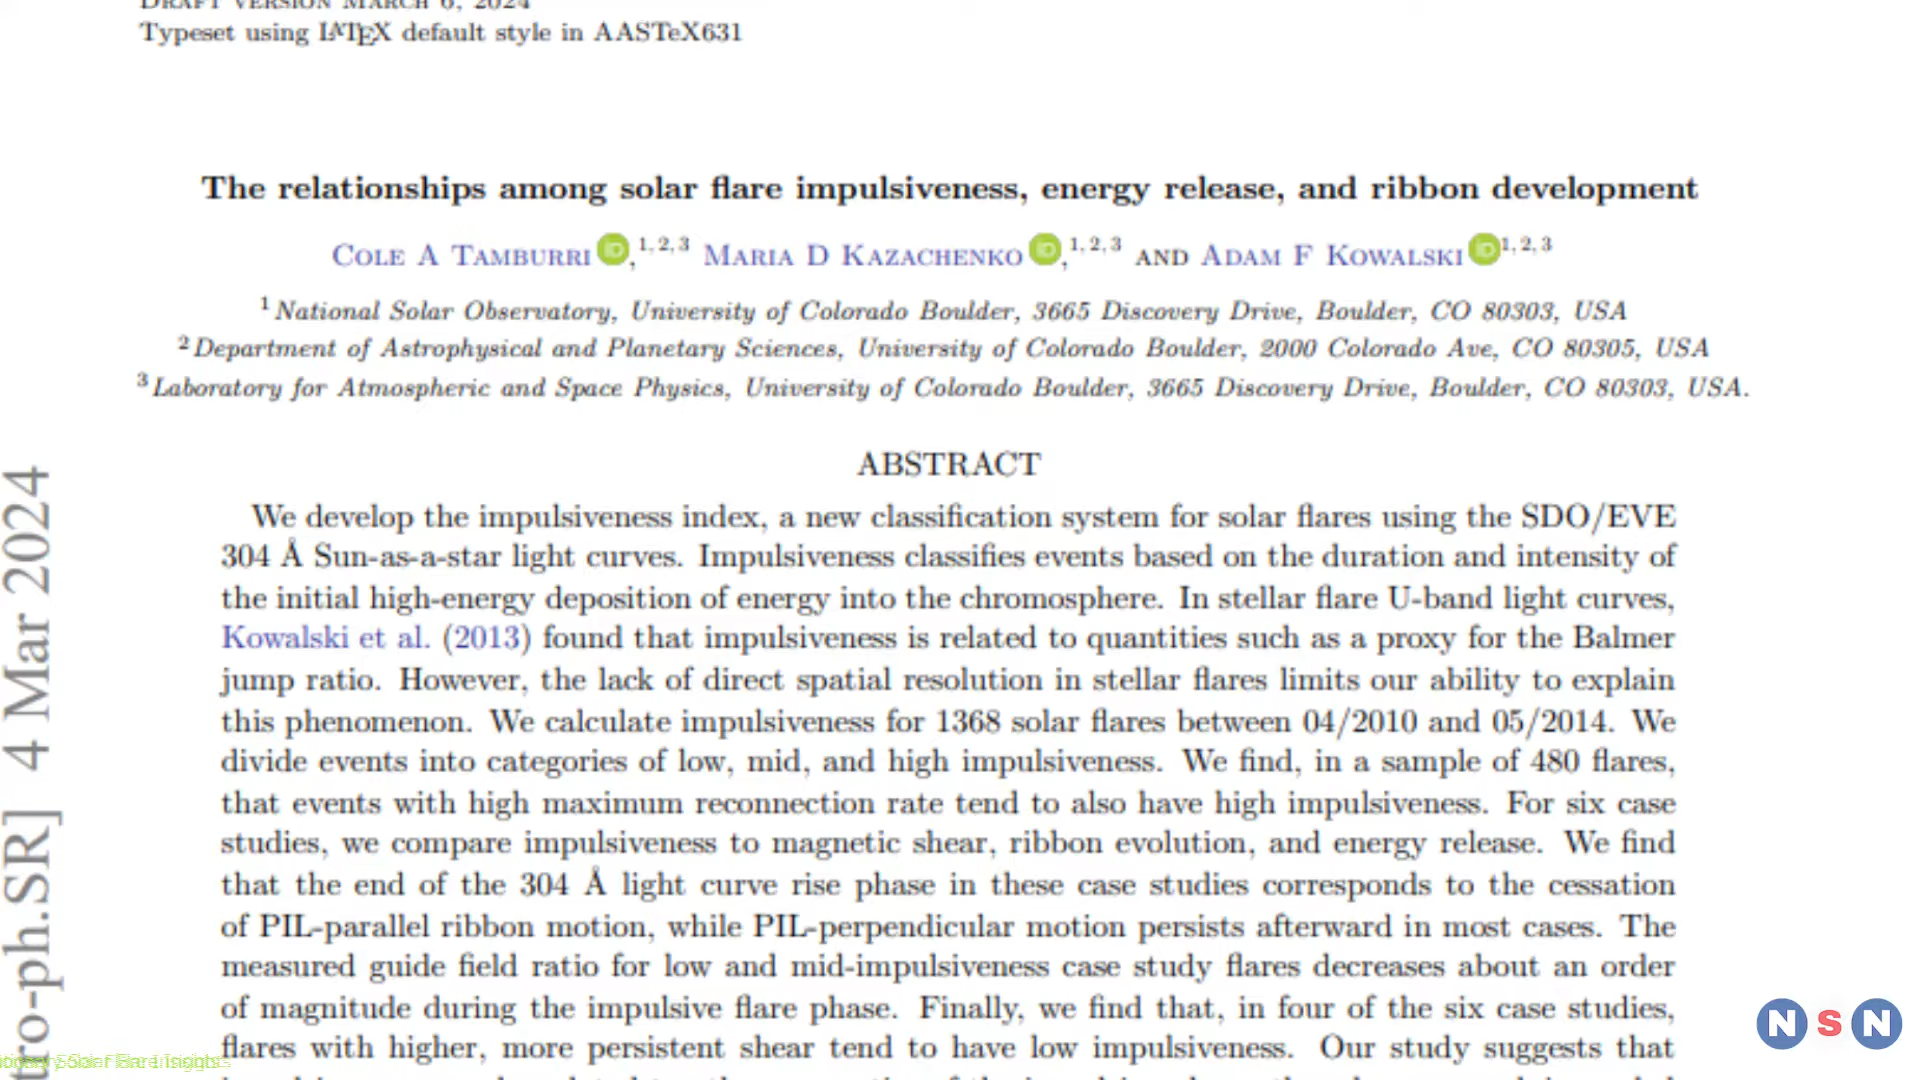 DRAFT VERSION MARCH 6, 2024
Typeset using LATEX default style in AASTeX631
The relationships among solar flare impulsiveness, energy release, and ribbon development
COLE A TAMBURRI iD,1,2,3 MARIA D KAZACHENKO iD,1,2,3 AND ADAM F KOWALSKI iD1,2,3
1 National Solar Observatory, University of Colorado Boulder, 3665 Discovery Drive, Boulder, CO 80303, USA
2 Department of Astrophysical and Planetary Sciences, University of Colorado Boulder, 2000 Colorado Ave, CO 80305, USA
3 Laboratory for Atmospheric and Space Physics, University of Colorado Boulder, 3665 Discovery Drive, Boulder, CO 80303, USA.
ABSTRACT
We develop the impulsiveness index, a new classification system for solar flares using the SDO/EVE
304 Å Sun-as-a-star light curves. Impulsiveness classifies events based on the duration and intensity of
the initial high-energy deposition of energy into the chromosphere. In stellar flare U-band light curves,
Kowalski et al. (2013) found that impulsiveness is related to quantities such as a proxy for the Balmer
jump ratio. However, the lack of direct spatial resolution in stellar flares limits our ability to explain
this phenomenon. We calculate impulsiveness for 1368 solar flares between 04/2010 and 05/2014. We
divide events into categories of low, mid, and high impulsiveness. We find, in a sample of 480 flares,
that events with high maximum reconnection rate tend to also have high impulsiveness. For six case
studies, we compare impulsiveness to magnetic shear, ribbon evolution, and energy release. We find
that the end of the 304 Å light curve rise phase in these case studies corresponds to the cessation
of PIL-parallel ribbon motion, while PIL-perpendicular motion persists afterward in most cases. The
measured guide field ratio for low and mid-impulsiveness case study flares decreases about an order
of magnitude during the impulsive flare phase. Finally, we find that, in four of the six case studies,
flares with higher, more persistent shear tend to have low impulsiveness. Our study suggests that
tro-ph.SR] 4 Mar 2024
N S N